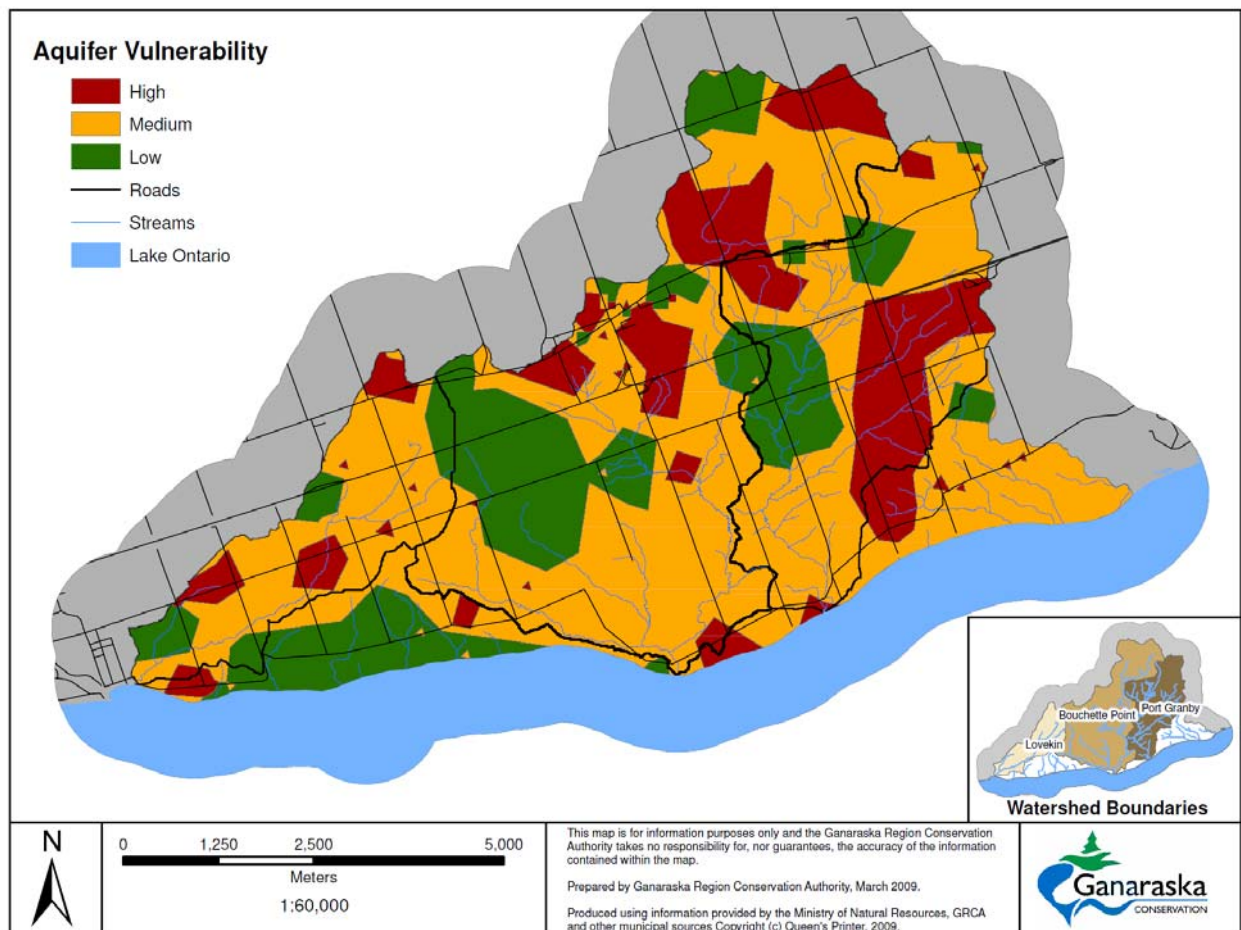 Aquifer Vulnerability
High
Medium
Low
Roads
Streams
Lake Ontario
Bouchette Point
Port Granby
Lovekin
Watershed Boundaries
N
0 1,250 2,500 5,000
Meters
1:60,000
This map is for information purposes only and the Ganaraska Region Conservation
Authority takes no responsibility for, nor guarantees, the accuracy of the information
contained within the map.
Prepared by Ganaraska Region Conservation Authority, March 2009.
Produced using information provided by the Ministry of Natural Resources, GRCA
and other municipal sources Copyright (c) Queen's Printer, 2009.
Ganaraska
CONSERVATION